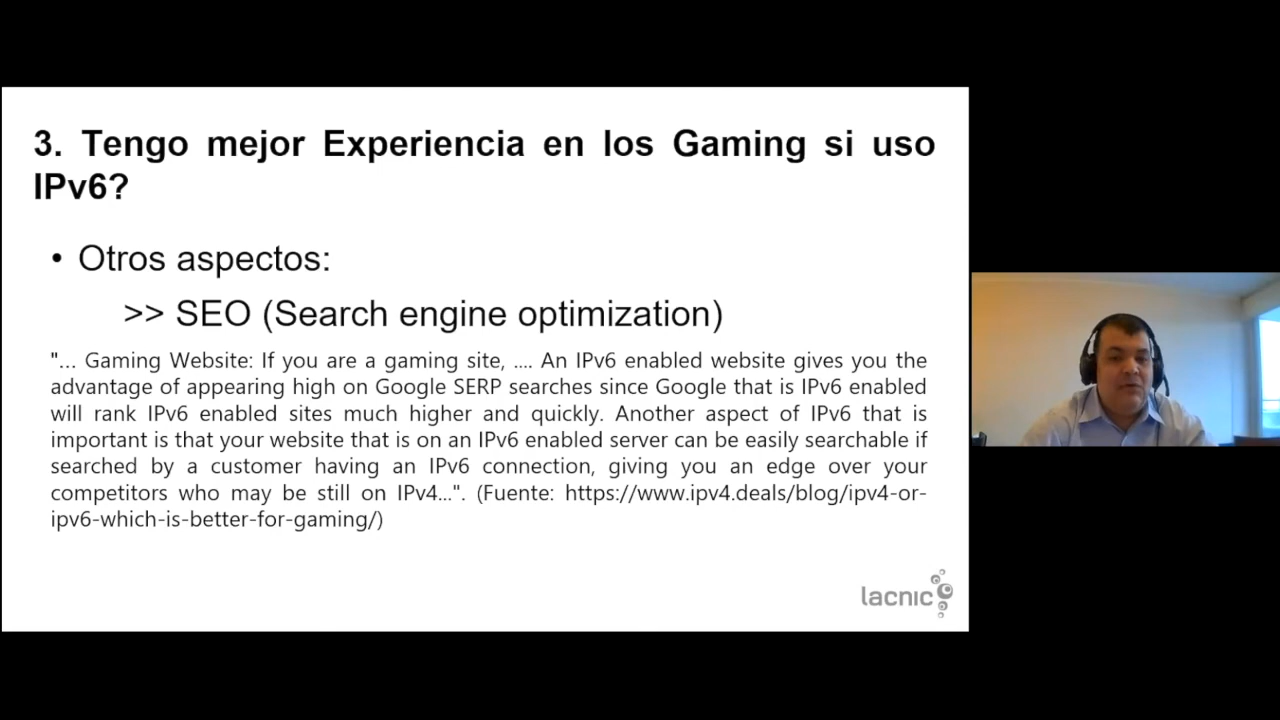 3. Tengo mejor Experiencia en los Gaming si uso
IPv6?
• Otros aspectos:
>> SEO (Search engine optimization)
"... Gaming Website: If you are a gaming site, .... An IPv6 enabled website gives you the
advantage of appearing high on Google SERP searches since Google that is IPv6 enabled
will rank IPv6 enabled sites much higher and quickly. Another aspect of IPv6 that is
important is that your website that is on an IPv6 enabled server can be easily searchable if
searched by a customer having an IPv6 connection, giving you an edge over your
competitors who may be still on IPv4...". (Fuente: https://www.ipv4.deals/blog/ipv4-or-
ipv6-which-is-better-for-gaming/)
lacnic